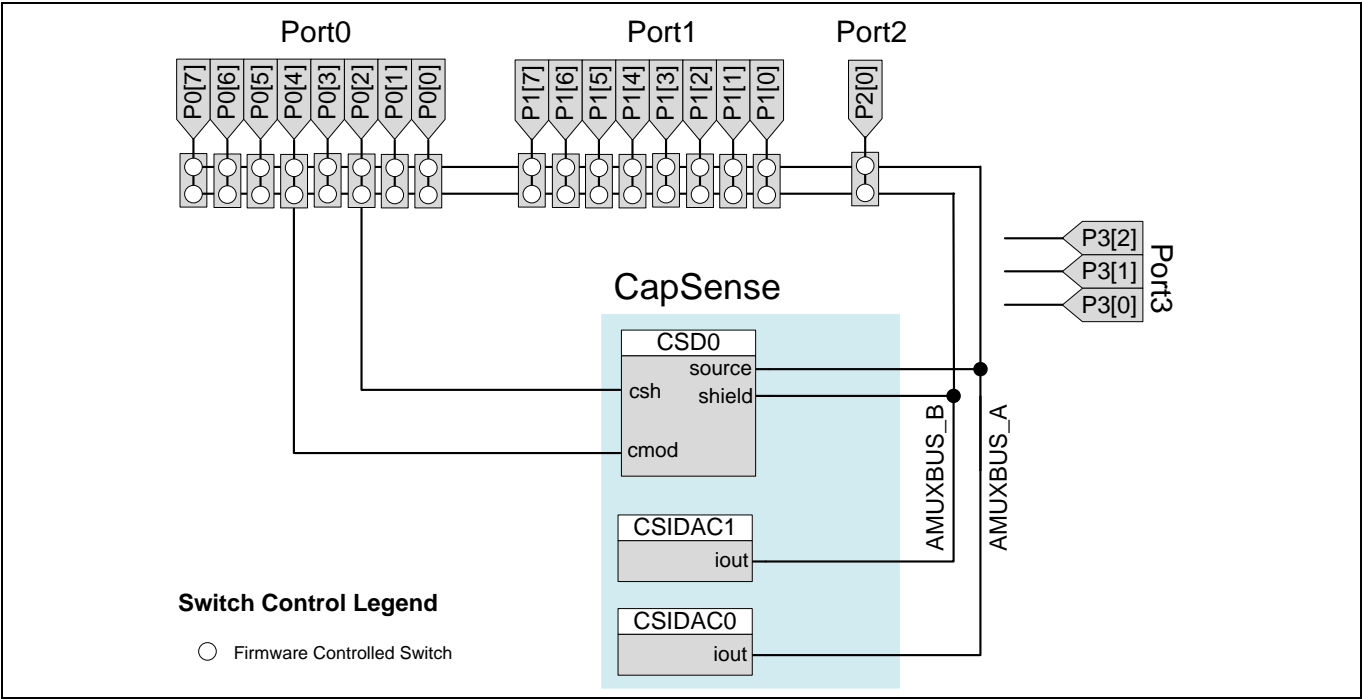 Port0
Port1
Port2
P0[7]
P0[6]
P0[5]
P0[4]
P0[3]
P0[2]
P0[1]
P0[0]
P1[7]
P1[6]
P1[5]
P1[4]
P1[3]
P1[2]
P1[1]
P1[0]
P2[0]
P3[2]
P3[1]
P3[0]
Port3
CapSense
CSD0
source
csh
shield
cmod
AMUXBUS_B
AMUXBUS_A
CSIDAC1
iout
CSIDAC0
iout
Switch Control Legend
Firmware Controlled Switch